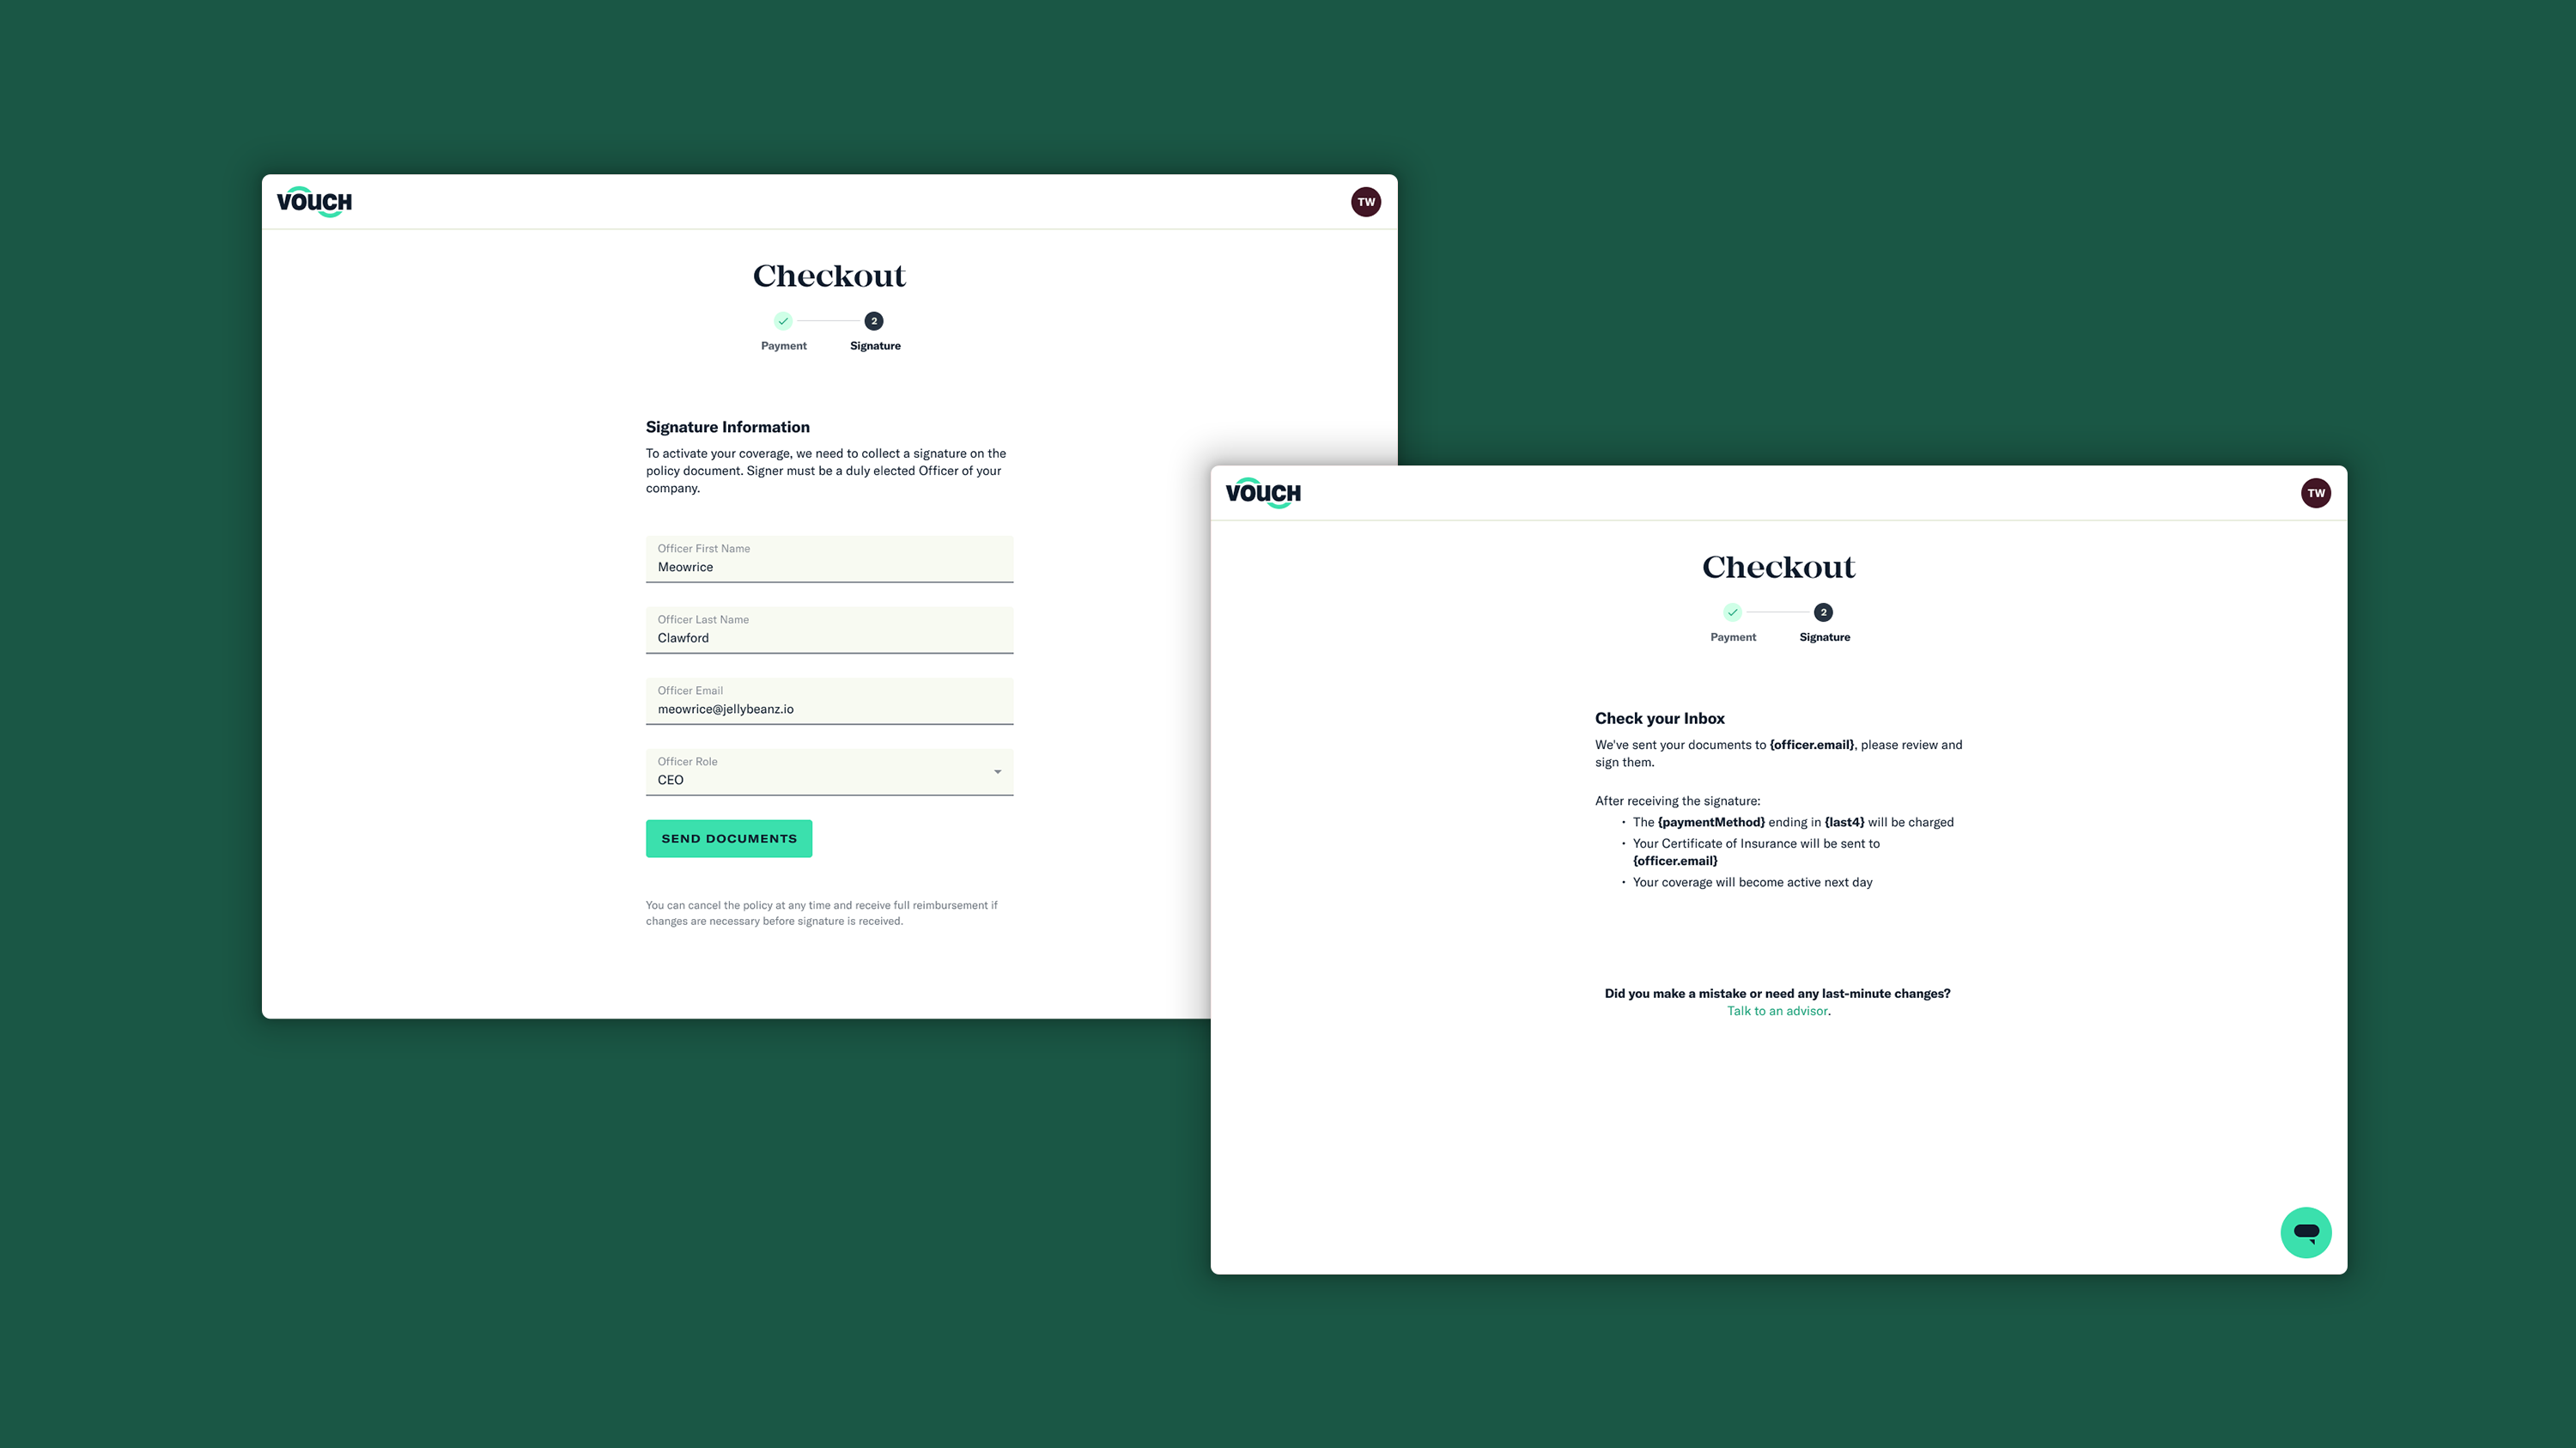 VOUCH
TW
Checkout
2
Payment Signature
Signature Information
To activate your coverage, we need to collect a signature on the
policy document. Signer must be a duly elected Officer of your
company.
Officer First Name
Meowrice
Officer Last Name
Clawford
Officer Email
meowrice@jellybeanz.io
Officer Role
CEO
SEND DOCUMENTS
You can cancel the policy at any time and receive full reimbursement if
changes are necessary before signature is received.
VOUCH
TW
Checkout
2
Payment Signature
Check your Inbox
We've sent your documents to {officer.email}, please review and
sign them.
After receiving the signature:
• The {paymentMethod} ending in {last4} will be charged
• Your Certificate of Insurance will be sent to
{officer.email}
• Your coverage will become active next day
Did you make a mistake or need any last-minute changes?
Talk to an advisor.